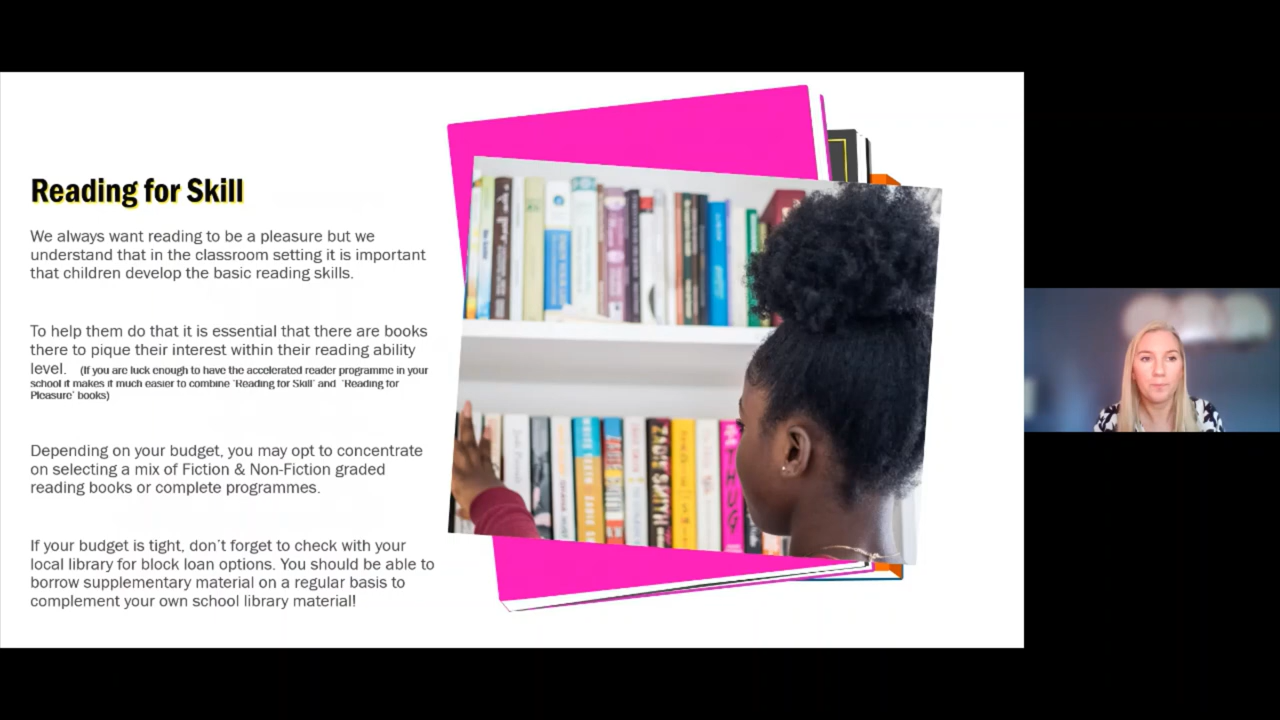 Reading for Skill
We always want reading to be a pleasure but we
understand that in the classroom setting it is important
that children develop the basic reading skills.
To help them do that it is essential that there are books
there to pique their interest within their reading ability
level. (If you are luck enough to have the accelerated reader programme in your
school it makes it much easier to combine 'Reading for Skill' and 'Reading for
Pleasure' books)
Depending on your budget, you may opt to concentrate
on selecting a mix of Fiction & Non-Fiction graded
reading books or complete programmes.
If your budget is tight, don't forget to check with your
local library for block loan options. You should be able to
borrow supplementary material on a regular basis to
complement your own school library material!
ZADIE SMITH
THUG